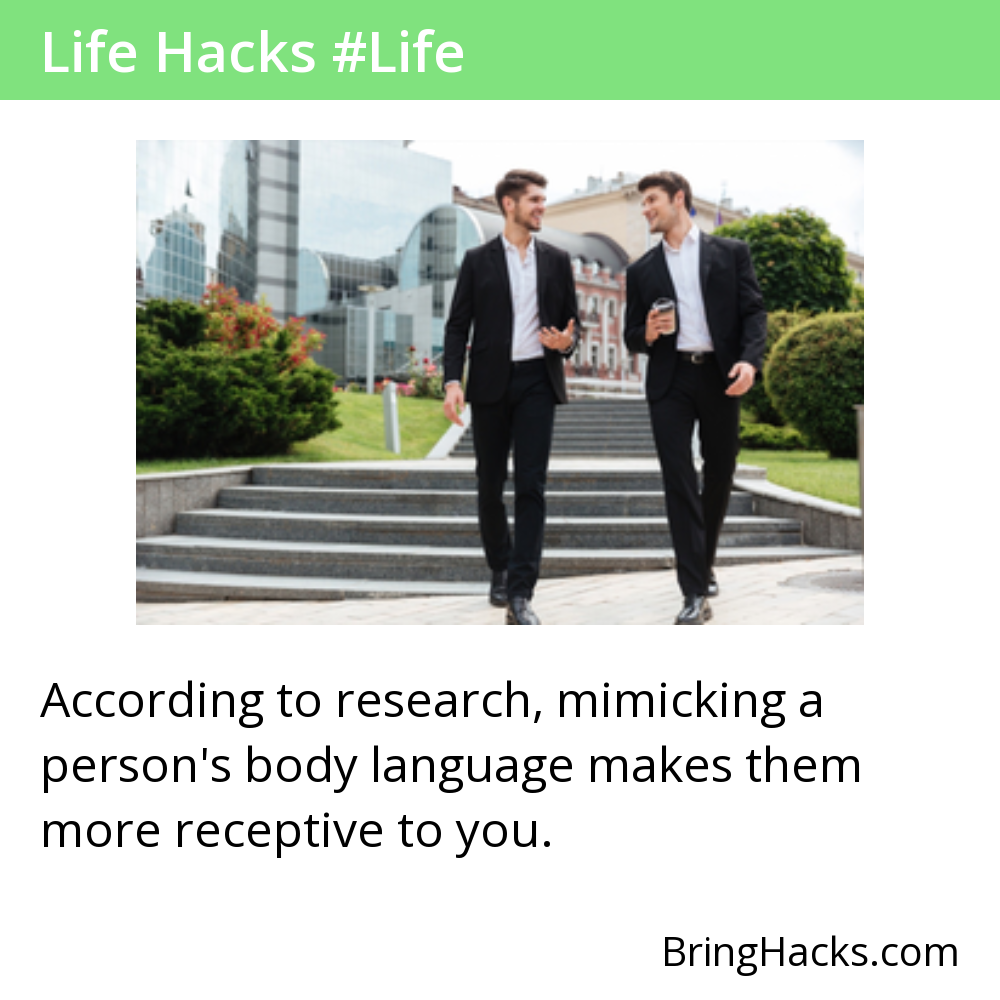 Life Hacks #Life
According to research, mimicking a
person's body language makes them
more receptive to you.
BringHacks.com